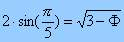 2·sin(π/5) = √(3−Φ)